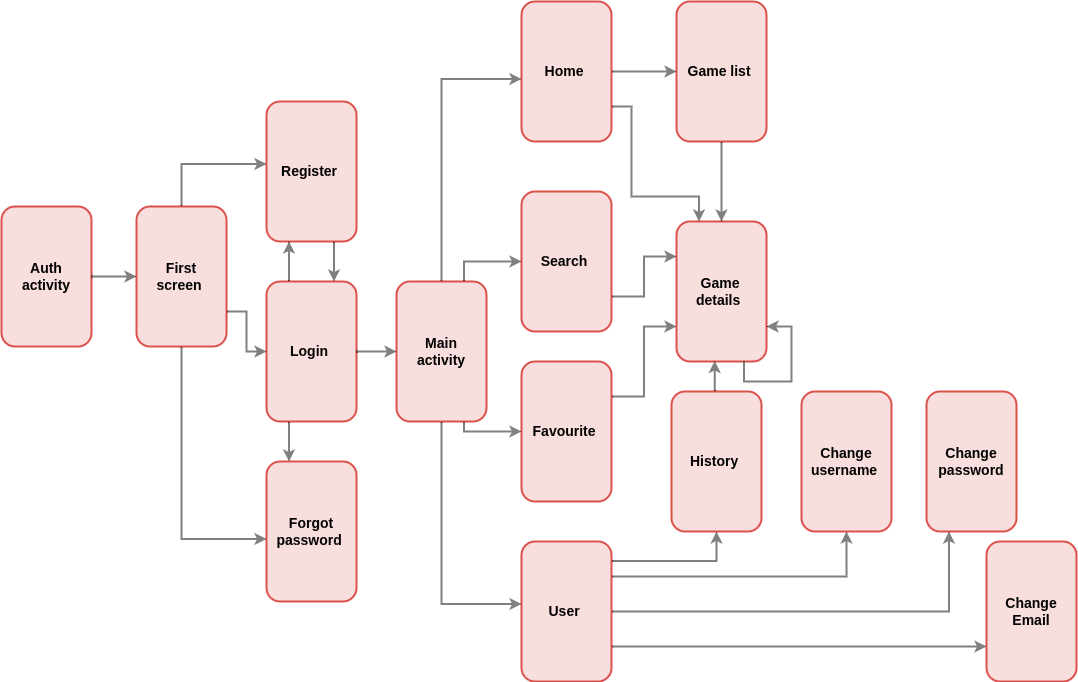 Home
Game list
Register
Auth
activity
First
screen
Search
Game
details
Login
Main
activity
Favourite
History
Change
username
Change
password
Forgot
password
User
Change
Email